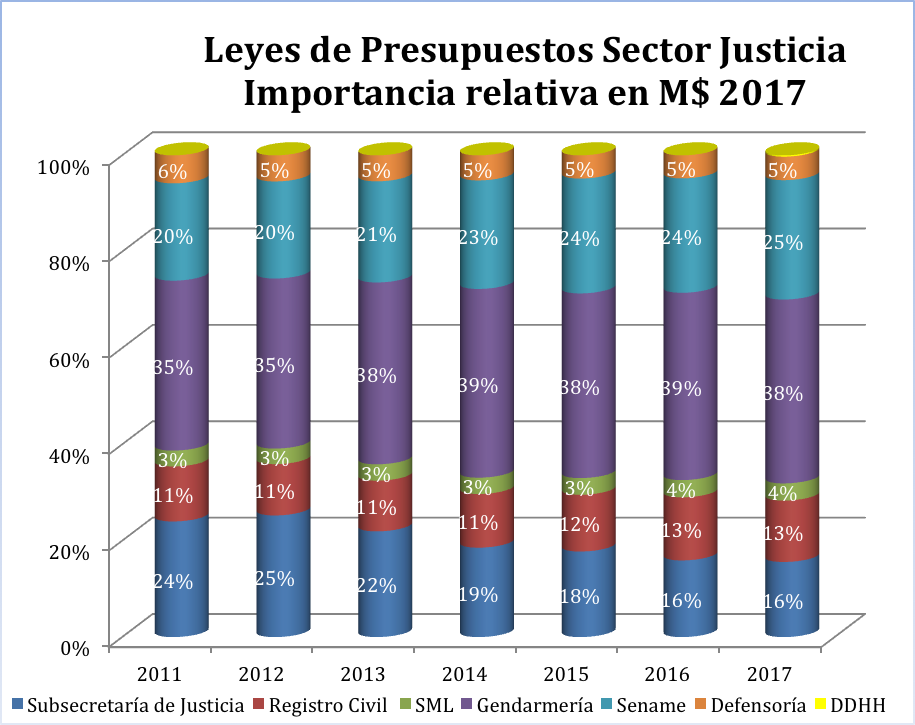 Leyes de Presupuestos Sector Justicia
Importancia relativa en M$ 2017
100%
80%
60%
40%
20%
0%
6% 5% 5% 5% 5% 5% 5%
20% 20% 21% 23% 24% 24% 25%
35% 35% 38% 39% 38% 39% 38%
3% 3% 3% 3% 3% 4% 4%
11% 11% 11% 11% 12% 13% 13%
24% 25% 22% 19% 18% 16% 16%
2011 2012 2013 2014 2015 2016 2017
Subsecretaría de Justicia Registro Civil SML Gendarmería Sename Defensoría DDHH